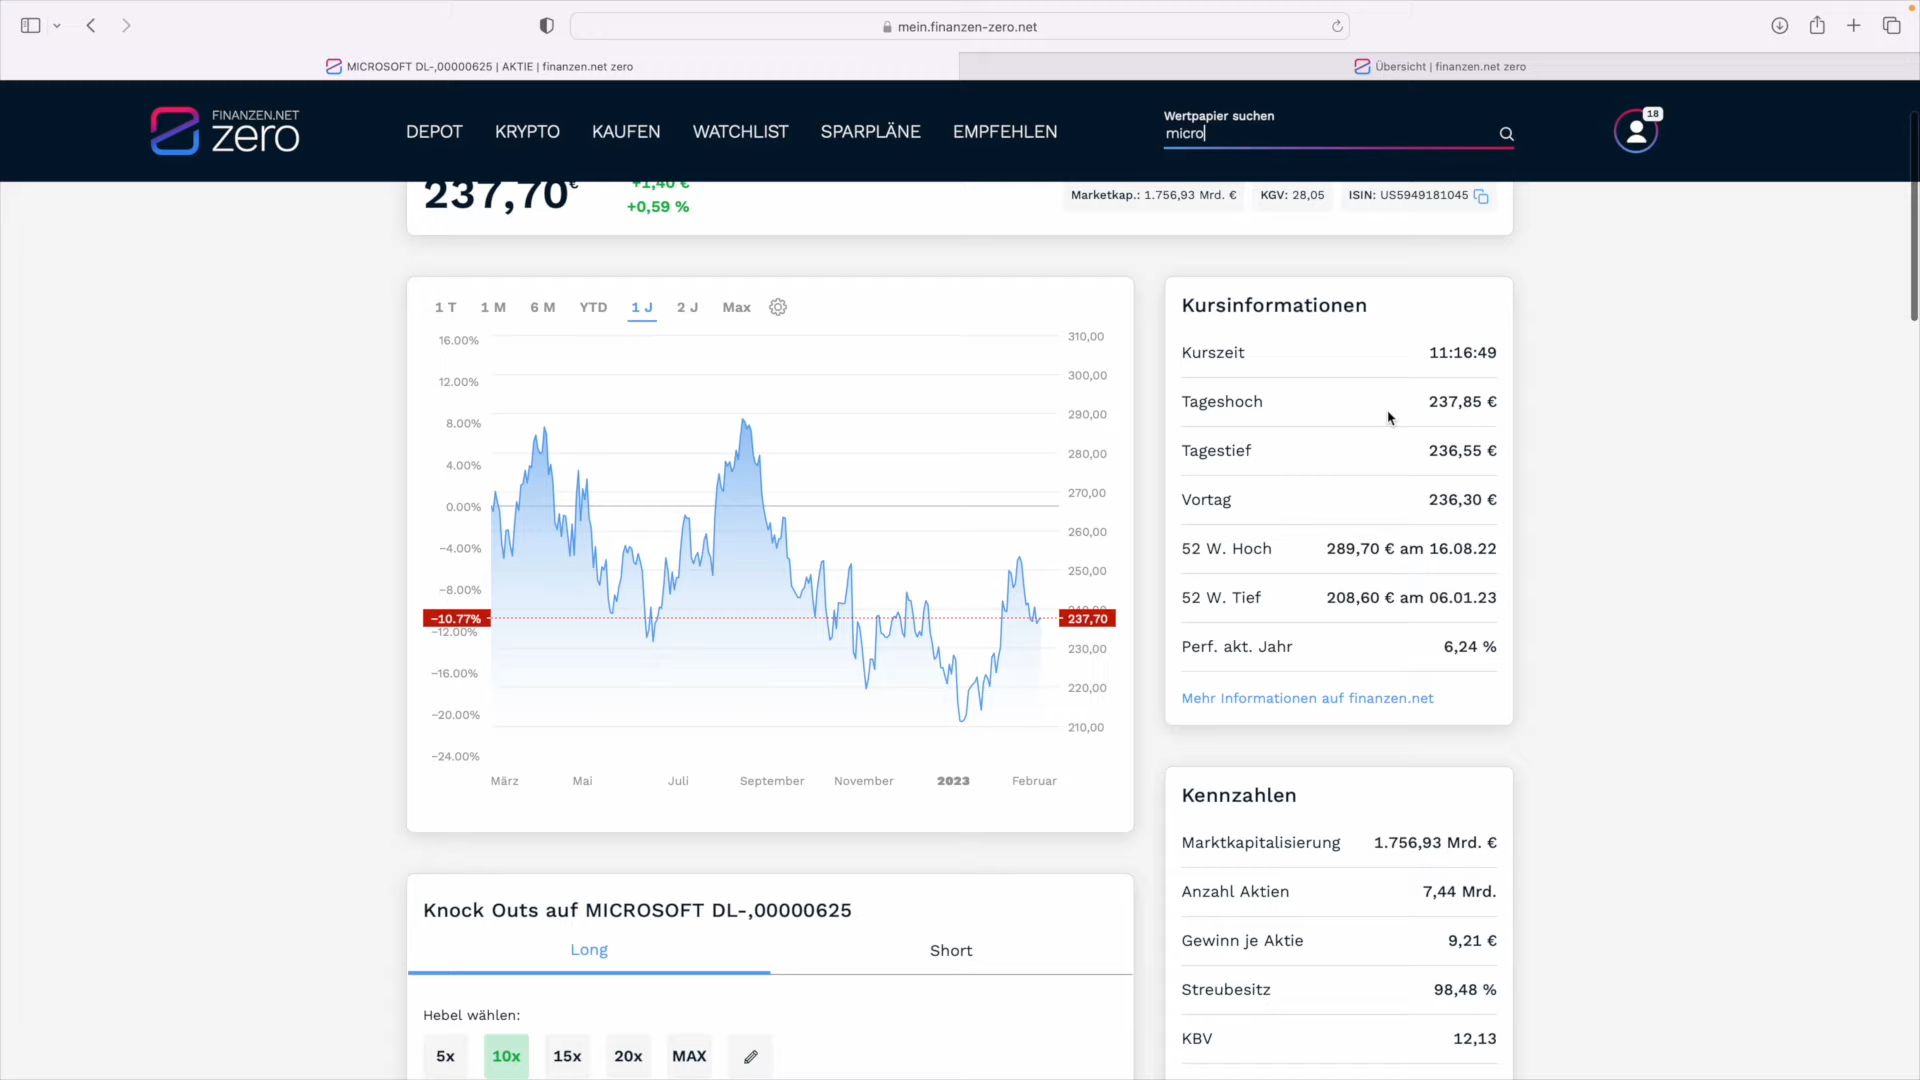 mein.finanzen-zero.net
MICROSOFT DL-,00000625 | AKTIE | finanzen.net zero
Übersicht | finanzen.net zero
FINANZEN.NET
zero
DEPOT
KRYPTO
KAUFEN
WATCHLIST
SPARPLÄNE
EMPFEHLEN
Wertpapier suchen
micro
18
237,70€
+1,40 €
+0,59 %
Marketkap.: 1.756,93 Mrd. €
KGV: 28,05
ISIN: US5949181045
1 T
1 M
6 M
YTD
1 J
2 J
Max
16.00%
12.00%
8.00%
4.00%
0.00%
−4.00%
−8.00%
−10.77%
−12.00%
−16.00%
−20.00%
−24.00%
310,00
300,00
290,00
280,00
270,00
260,00
250,00
240,00
237,70
230,00
220,00
210,00
März
Mai
Juli
September
November
2023
Februar
Kursinformationen
Kurszeit 11:16:49
Tageshoch 237,85 €
Tagestief 236,55 €
Vortag 236,30 €
52 W. Hoch 289,70 € am 16.08.22
52 W. Tief 208,60 € am 06.01.23
Perf. akt. Jahr 6,24 %
Mehr Informationen auf finanzen.net
Kennzahlen
Marktkapitalisierung 1.756,93 Mrd. €
Anzahl Aktien 7,44 Mrd.
Gewinn je Aktie 9,21 €
Streubesitz 98,48 %
KBV 12,13
Knock Outs auf MICROSOFT DL-,00000625
Long
Short
Hebel wählen:
5x
10x
15x
20x
MAX